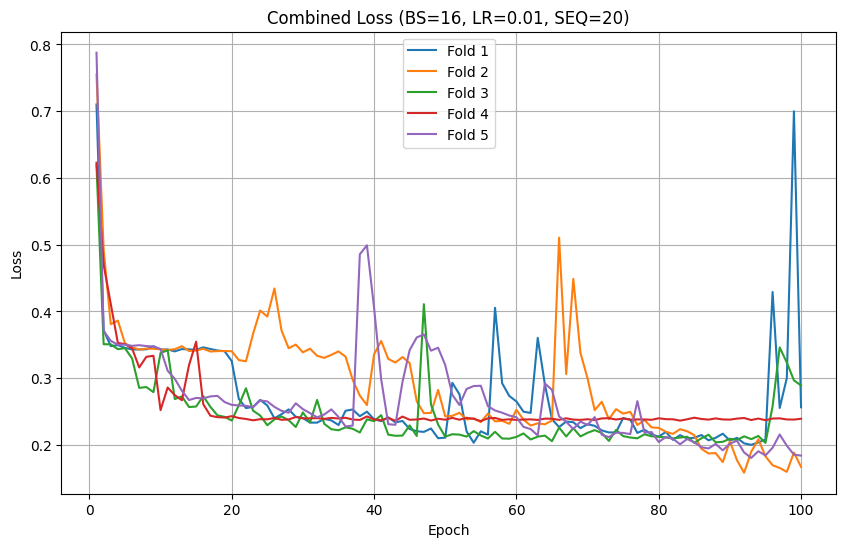 Combined Loss (BS=16, LR=0.01, SEQ=20)
Fold 1
Fold 2
Fold 3
Fold 4
Fold 5
Loss
0.8
0.7
0.6
0.5
0.4
0.3
0.2
0 20 40 60 80 100
Epoch